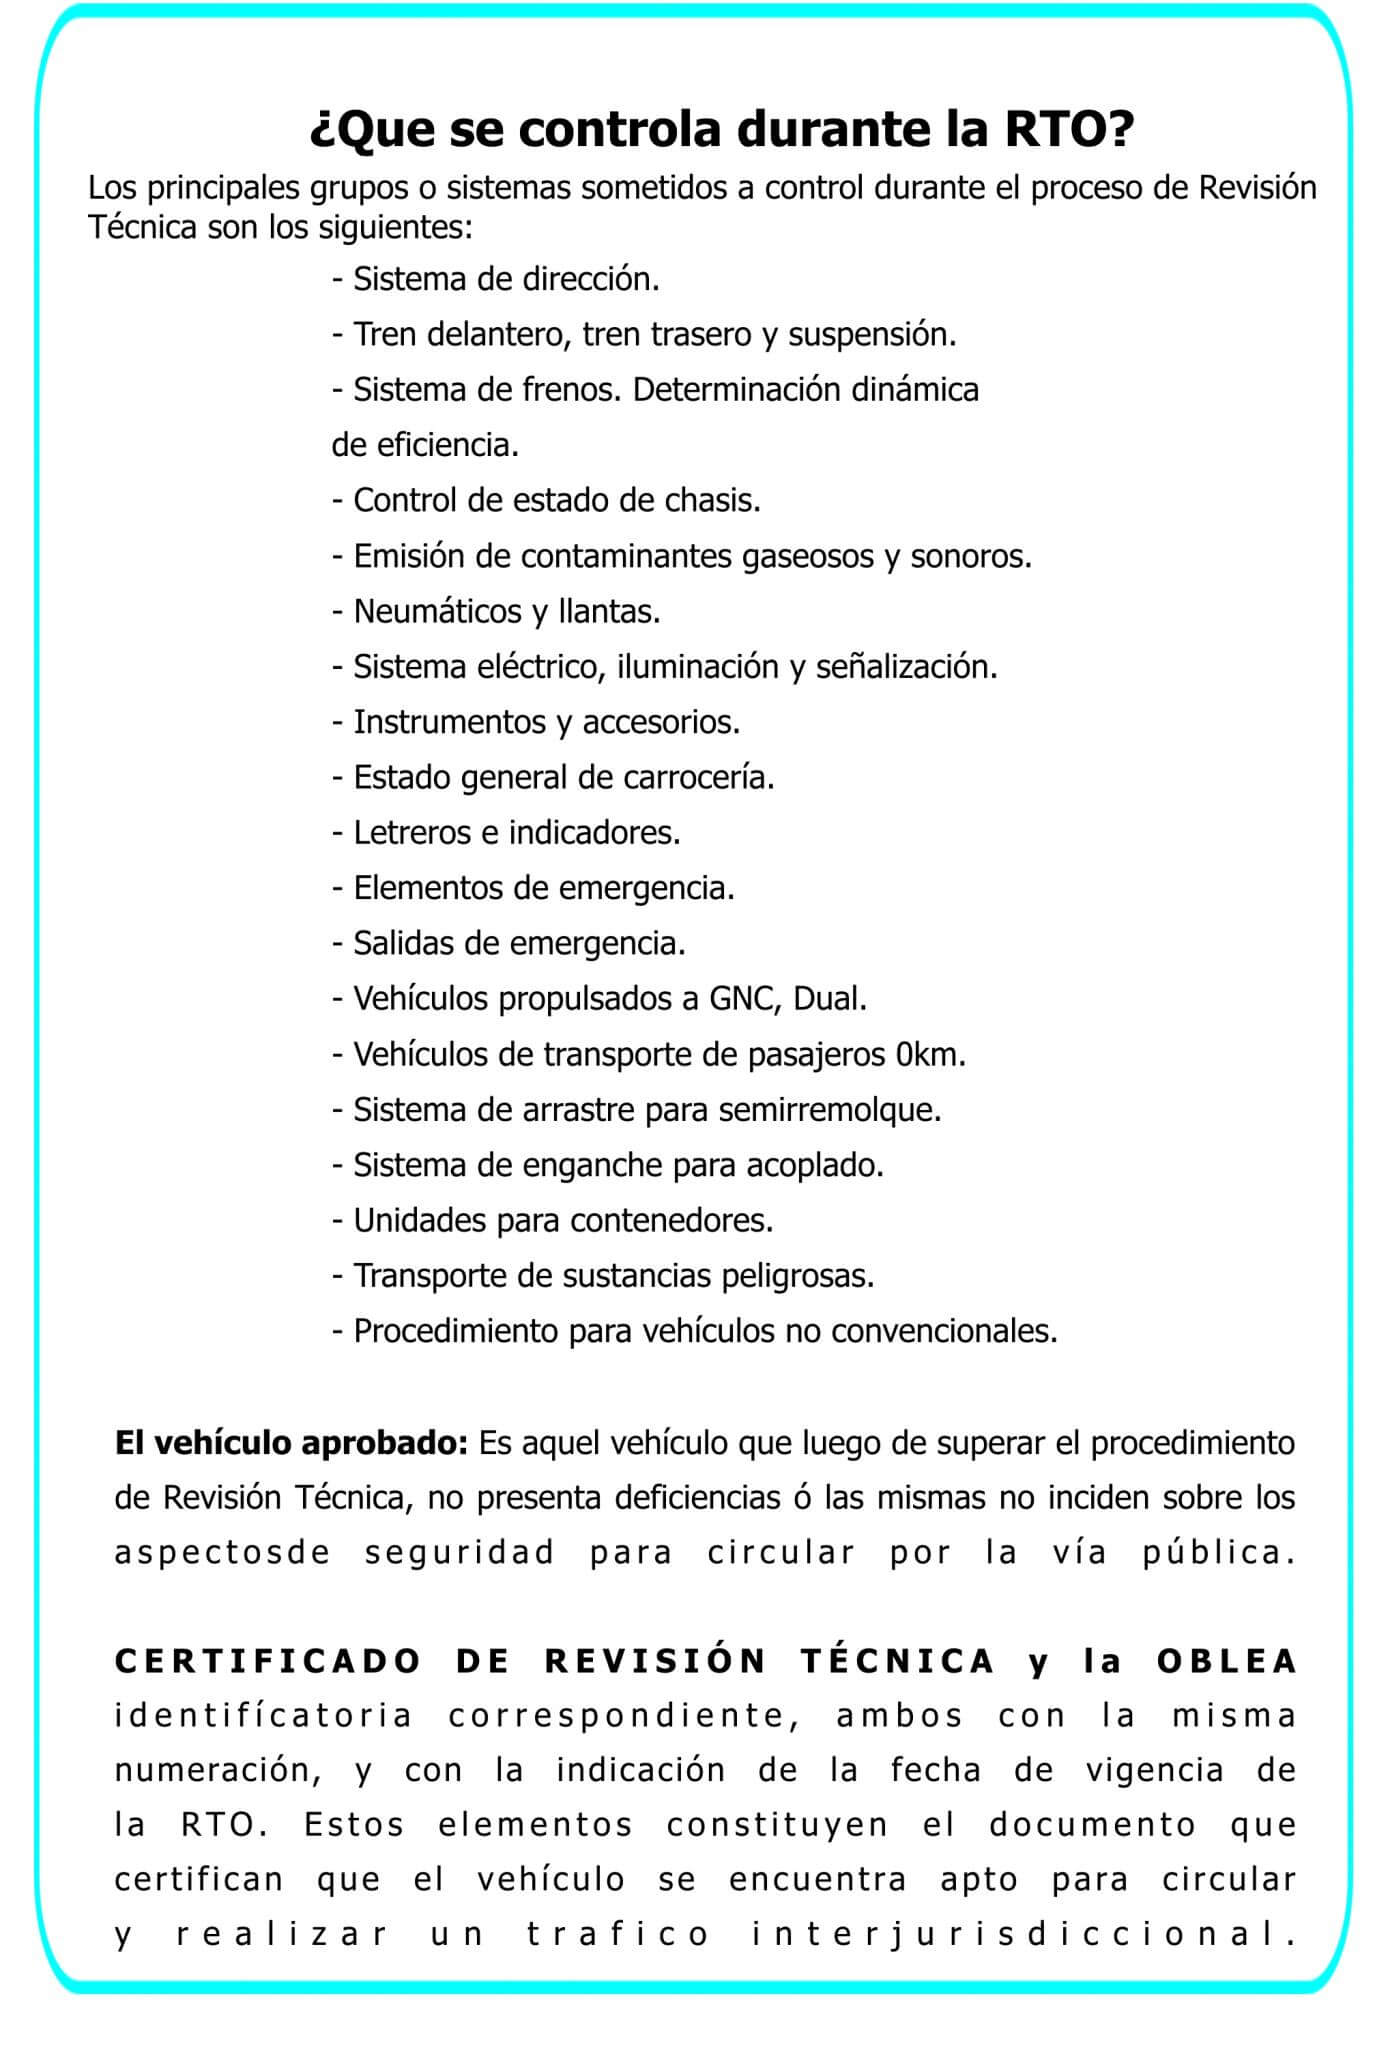 ¿Que se controla durante la RTO?
Los principales grupos o sistemas sometidos a control durante el proceso de Revisión
Técnica son los siguientes:
- Sistema de dirección.
- Tren delantero, tren trasero y suspensión.
- Sistema de frenos. Determinación dinámica
de eficiencia.
- Control de estado de chasis.
- Emisión de contaminantes gaseosos y sonoros.
- Neumáticos y llantas.
- Sistema eléctrico, iluminación y señalización.
- Instrumentos y accesorios.
- Estado general de carrocería.
- Letreros e indicadores.
- Elementos de emergencia.
- Salidas de emergencia.
- Vehículos propulsados a GNC, Dual.
- Vehículos de transporte de pasajeros 0km.
- Sistema de arrastre para semirremolque.
- Sistema de enganche para acoplado.
- Unidades para contenedores.
- Transporte de sustancias peligrosas.
- Procedimiento para vehículos no convencionales.
El vehículo aprobado: Es aquel vehículo que luego de superar el procedimiento
de Revisión Técnica, no presenta deficiencias ó las mismas no inciden sobre los
aspectosde seguridad para circular por la vía pública.
CERTIFICADO DE REVISIÓN TÉCNICA y la OBLEA
identifícatoria correspondiente, ambos con la misma
numeración, y con la indicación de la fecha de vigencia de
la RTO. Estos elementos constituyen el documento que
certifican que el vehículo se encuentra apto para circular
y realizar un trafico interjurisdiccional.